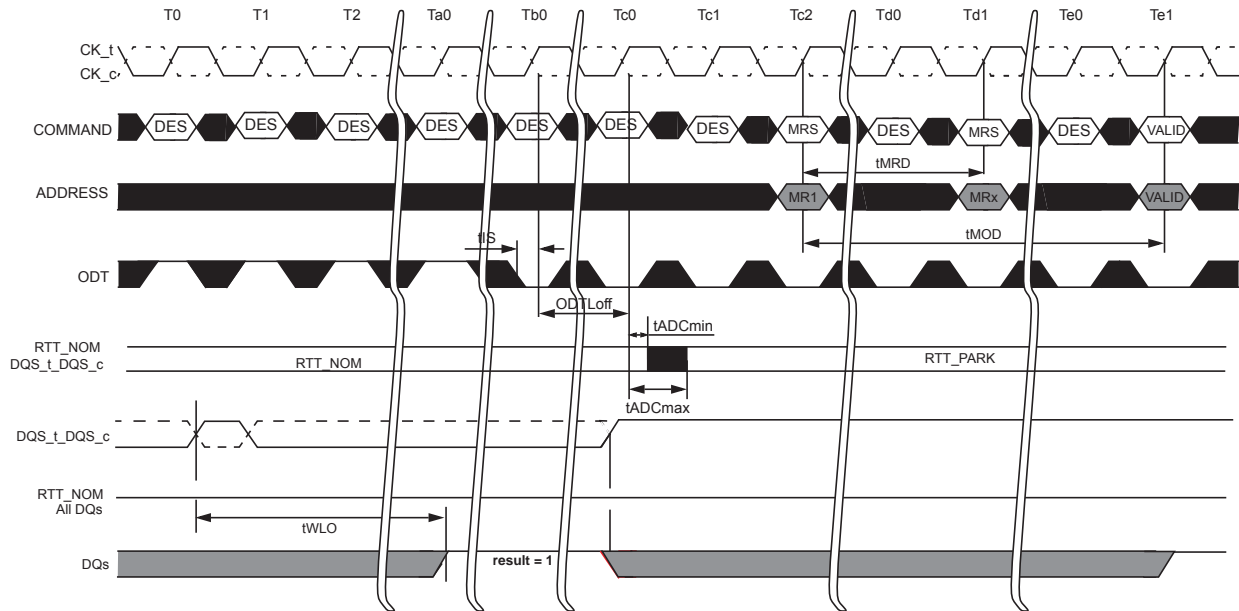 T0 T1 T2 Ta0 Tb0 Tc0 Tc1 Tc2 Td0 Td1 Te0 Te1
CK_t
CK_c
COMMAND DES DES DES DES DES DES DES MRS DES MRS DES VALID
tMRD
ADDRESS MR1 MRx VALID
tIS tMOD
ODT
ODTLoff
tADCmin
RTT_NOM
DQS_t_DQS_c RTT_NOM RTT_PARK
tADCmax
DQS_t_DQS_c
RTT_NOM
All DQs
tWLO
DQs result = 1